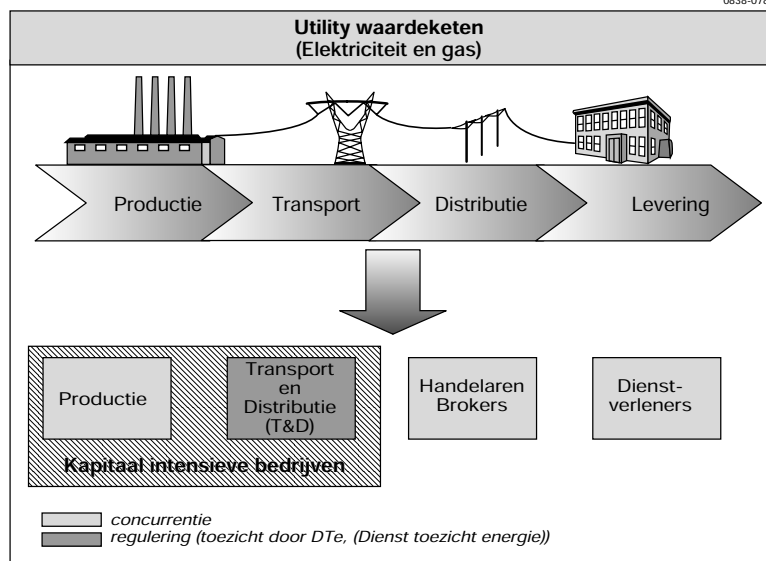 Utility waardeketen
(Elektriciteit en gas)
Productie
Transport
Distributie
Levering
Productie
Transport
en
Distributie
(T&D)
Handelaren
Brokers
Dienst-
verleners
Kapitaal intensieve bedrijven
concurrentie
regulering (toezicht door DTe, (Dienst toezicht energie))